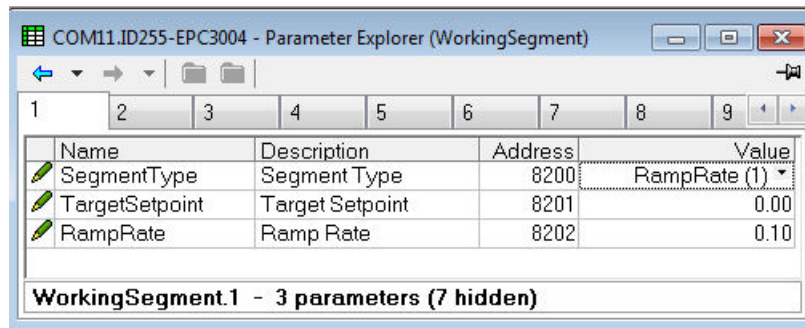 COM11.ID255-EPC3004 - Parameter Explorer (WorkingSegment)
1 2 3 4 5 6 7 8 9
Name Description Address Value
SegmentType Segment Type 8200 RampRate (1)
TargetSetpoint Target Setpoint 8201 0.00
RampRate Ramp Rate 8202 0.10
WorkingSegment.1 - 3 parameters (7 hidden)